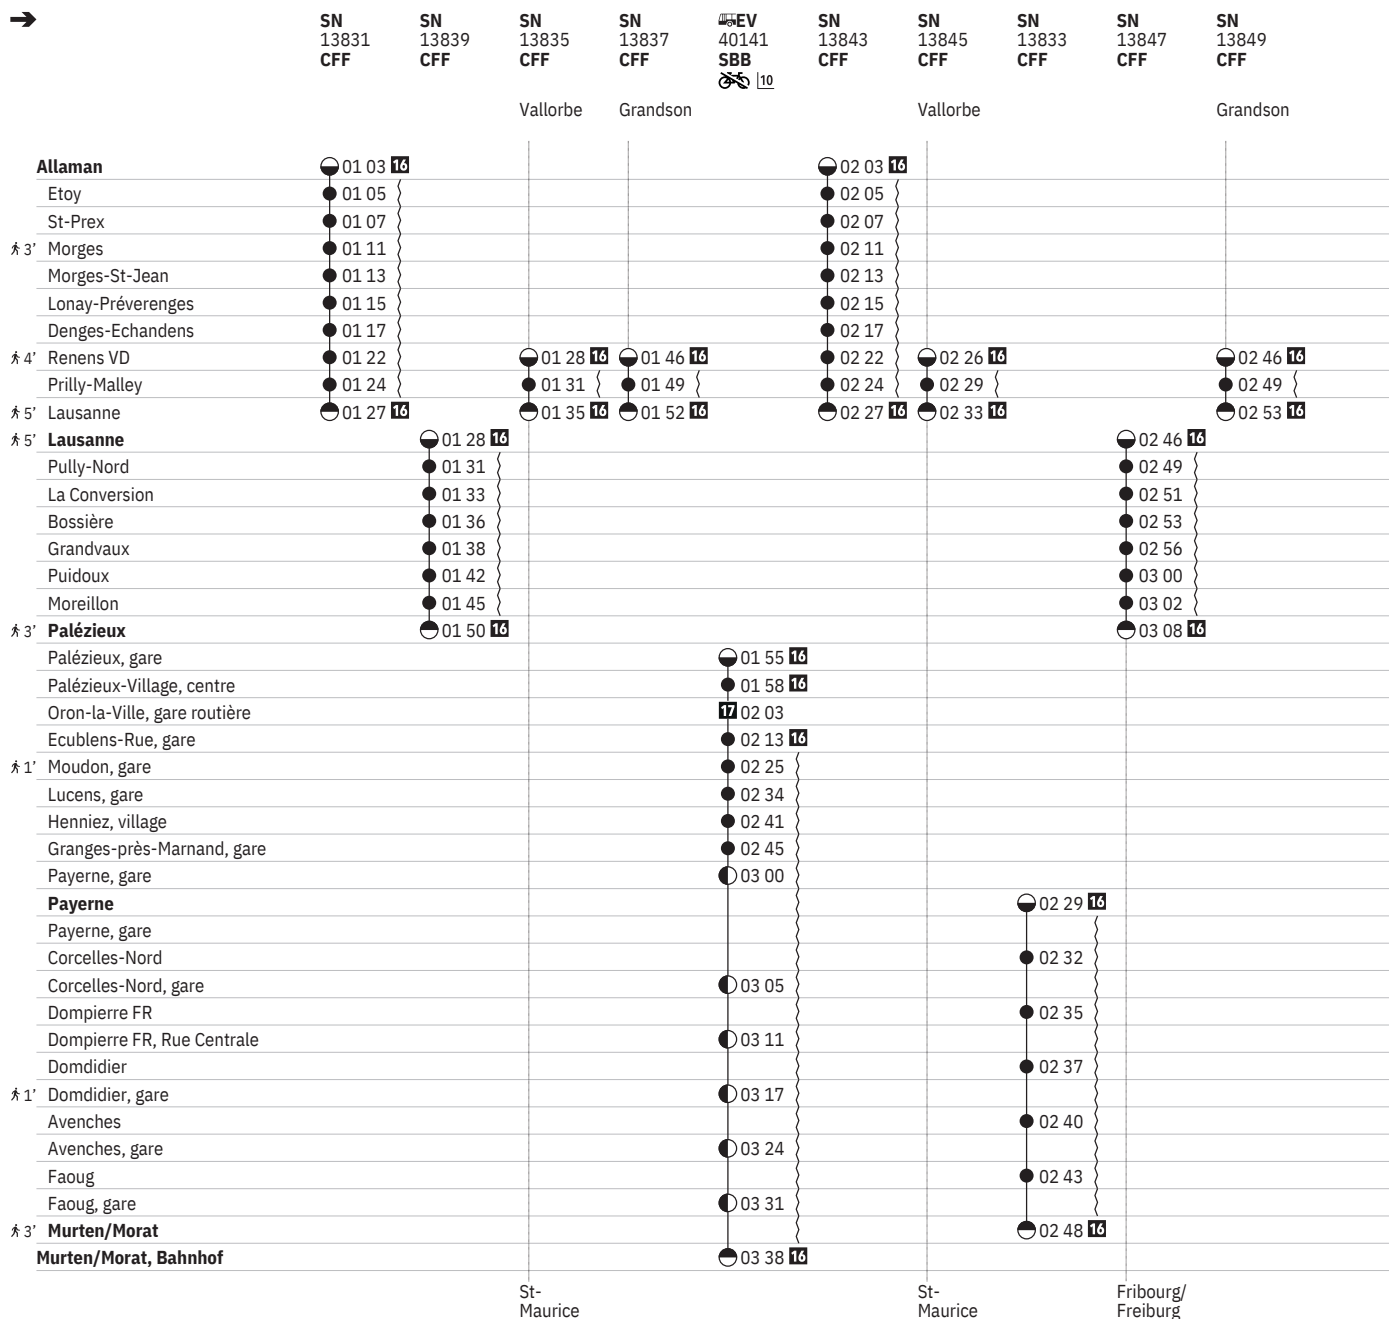 SN SN SN SN EV SN SN SN SN SN
13831 13839 13835 13837 40141 13843 13845 13833 13847 13849
CFF CFF CFF CFF SBB CFF CFF CFF CFF CFF
10
Vallorbe Grandson Vallorbe Grandson
Allaman 01 03 16 02 03 16
Etoy 01 05 02 05
St-Prex 01 07 02 07
3’ Morges 01 11 02 11
Morges-St-Jean 01 13 02 13
Lonay-Préverenges 01 15 02 15
Denges-Echandens 01 17 02 17
4’ Renens VD 01 22 01 28 16 01 46 16 02 22 02 26 16 02 46 16
Prilly-Malley 01 24 01 31 01 49 02 24 02 29 02 49
5’ Lausanne 01 27 16 01 35 16 01 52 16 02 27 16 02 33 16 02 53 16
5’ Lausanne 01 28 16 02 46 16
Pully-Nord 01 31 02 49
La Conversion 01 33 02 51
Bossière 01 36 02 53
Grandvaux 01 38 02 56
Puidoux 01 42 03 00
Moreillon 01 45 03 02
3’ Palézieux 01 50 16 03 08 16
Palézieux, gare 01 55 16
Palézieux-Village, centre 01 58 16
Oron-la-Ville, gare routière 17 02 03
Ecublens-Rue, gare 02 13 16
1’ Moudon, gare 02 25
Lucens, gare 02 34
Henniez, village 02 41
Granges-près-Marnand, gare 02 45
Payerne, gare 03 00
Payerne 02 29 16
Payerne, gare
Corcelles-Nord 02 32
Corcelles-Nord, gare 03 05
Dompierre FR 02 35
Dompierre FR, Rue Centrale 03 11
Domdidier 02 37
1’ Domdidier, gare 03 17
Avenches 02 40
Avenches, gare 03 24
Faoug 02 43
Faoug, gare 03 31
3’ Murten/Morat 02 48 16
Murten/Morat, Bahnhof 03 38 16
St- St- Fribourg/
Maurice Maurice Freiburg